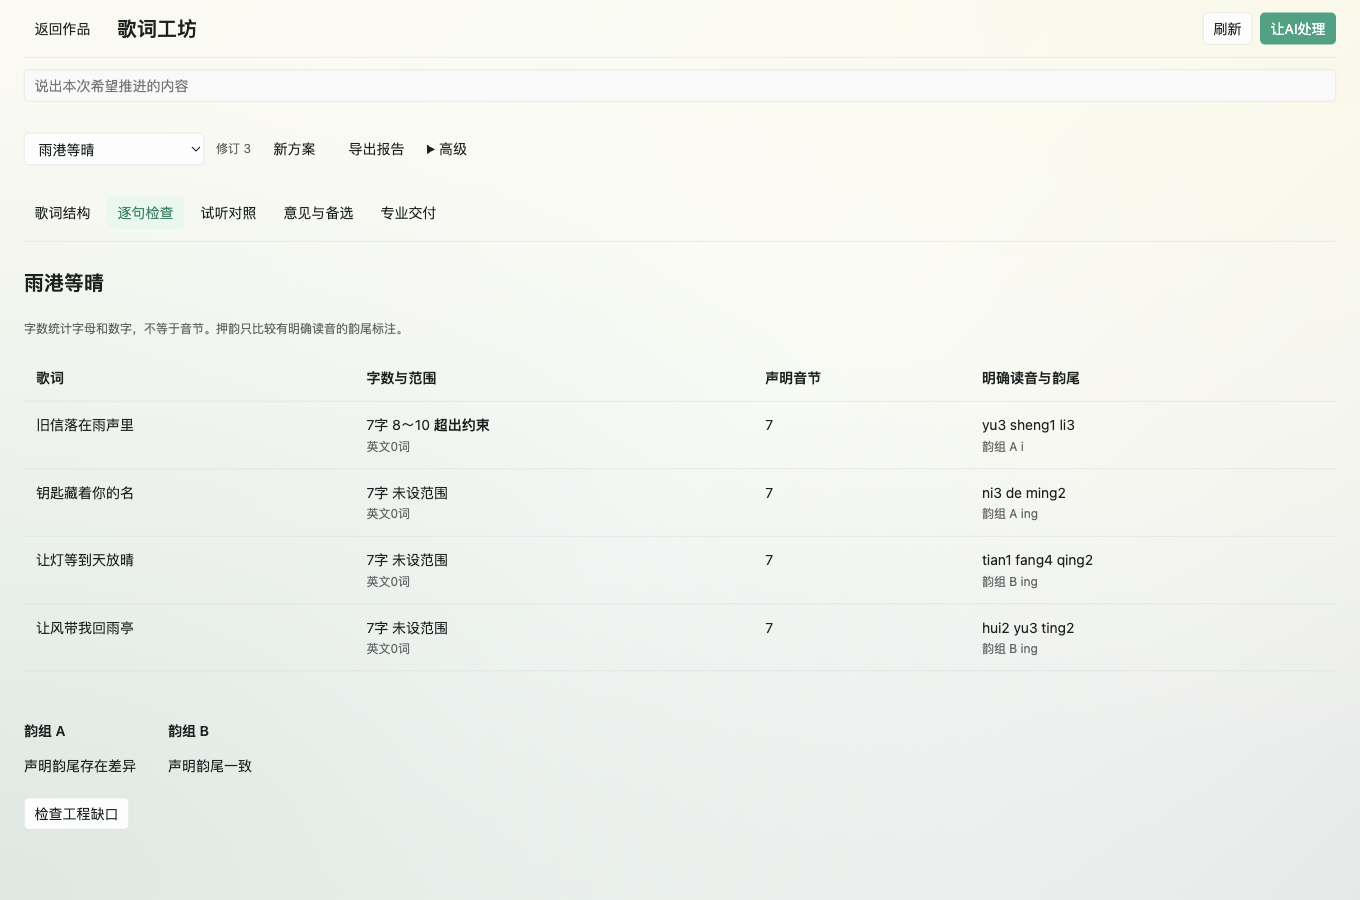 返回作品 歌词工坊 刷新 让AI处理
说出本次希望推进的内容
雨港等晴 修订 3 新方案 导出报告 ▶ 高级
歌词结构 逐句检查 试听对照 意见与备选 专业交付
雨港等晴
字数统计字母和数字，不等于音节。押韵只比较有明确读音的韵尾标注。
歌词 字数与范围 声明音节 明确读音与韵尾
旧信落在雨声里 7字 8～10 超出约束 7 yu3 sheng1 li3
英文0词 韵组 A i
钥匙藏着你的名 7字 未设范围 7 ni3 de ming2
英文0词 韵组 A ing
让灯等到天放晴 7字 未设范围 7 tian1 fang4 qing2
英文0词 韵组 B ing
让风带我回雨亭 7字 未设范围 7 hui2 yu3 ting2
英文0词 韵组 B ing
韵组 A 韵组 B
声明韵尾存在差异 声明韵尾一致
检查工程缺口